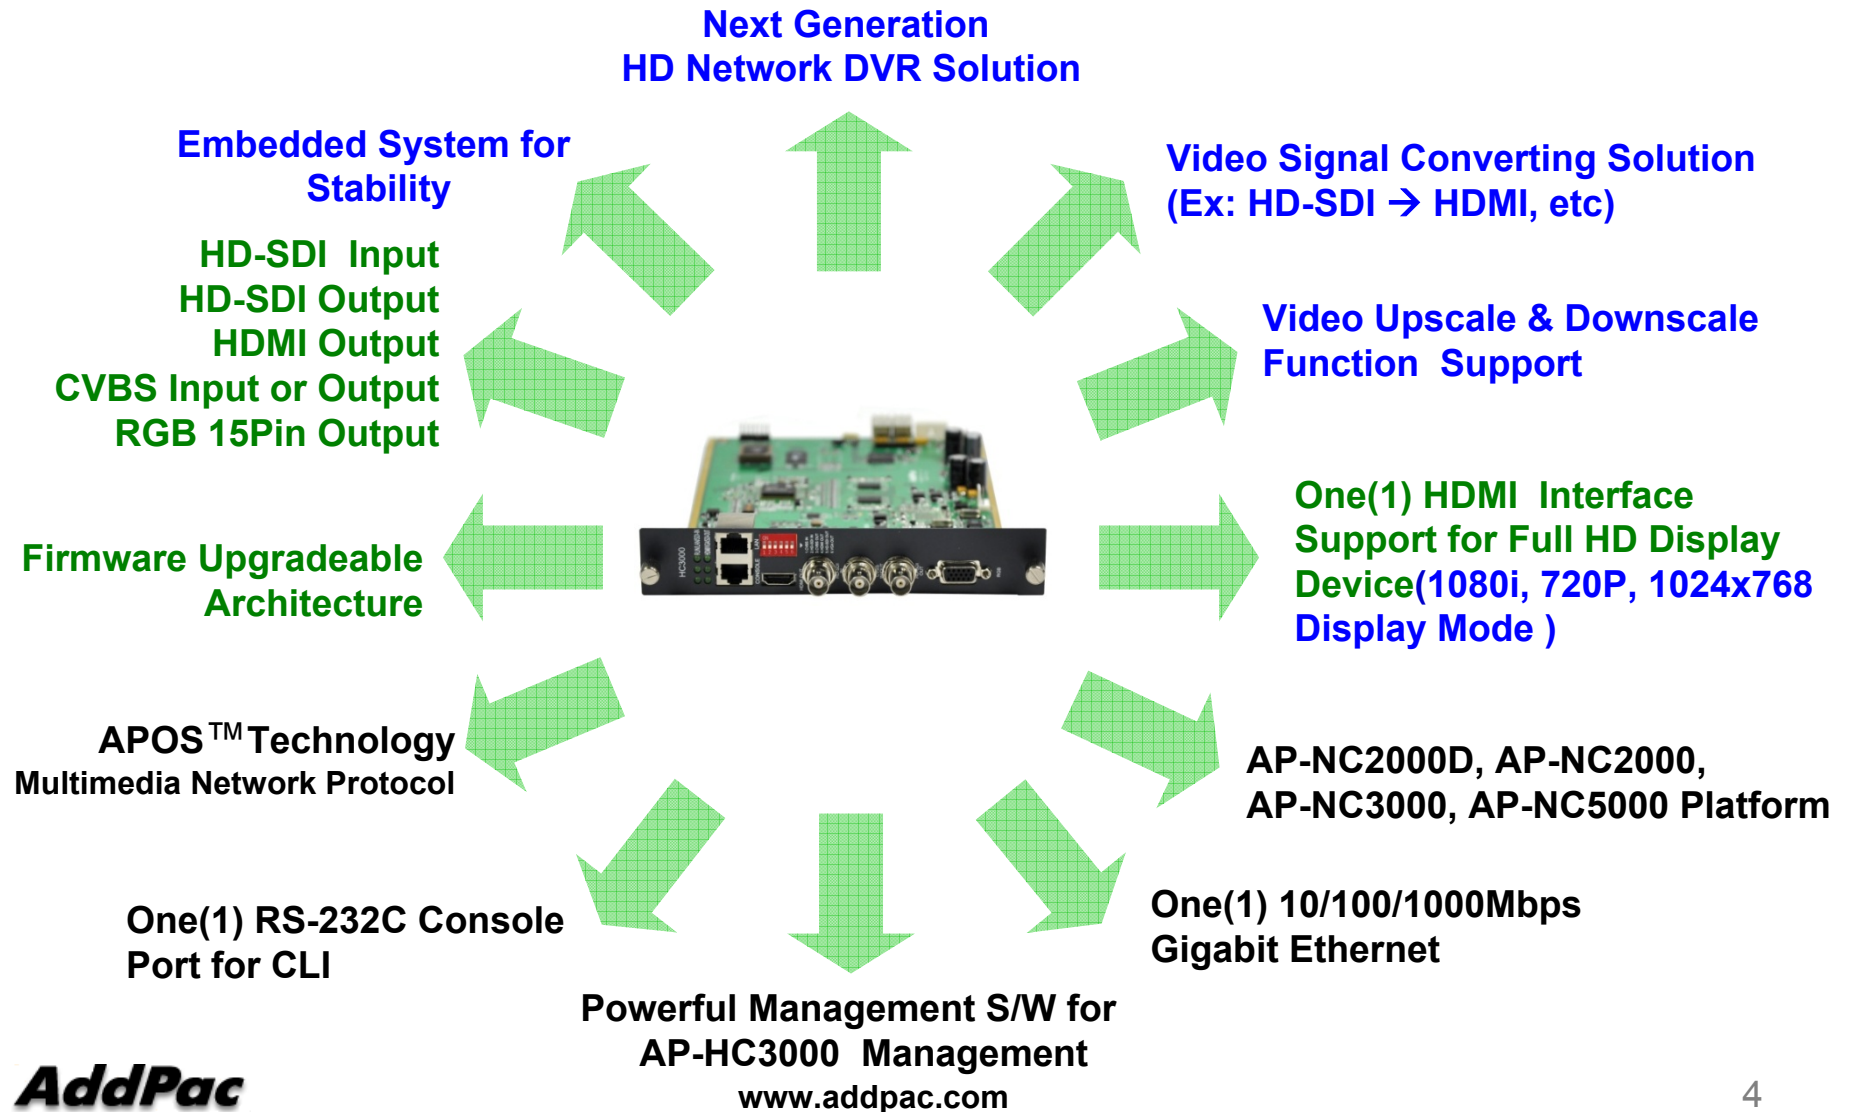 Next Generation
HD Network DVR Solution
Embedded System for
Stability
Video Signal Converting Solution
(Ex: HD-SDI → HDMI, etc)
HD-SDI Input
HD-SDI Output
HDMI Output
CVBS Input or Output
RGB 15Pin Output
Video Upscale & Downscale
Function Support
One(1) HDMI Interface
Support for Full HD Display
Device(1080i, 720P, 1024x768
Display Mode )
Firmware Upgradeable
Architecture
HC3000
CONSOLE
LAN
RGB
APOS™Technology
Multimedia Network Protocol
AP-NC2000D, AP-NC2000,
AP-NC3000, AP-NC5000 Platform
One(1) RS-232C Console
Port for CLI
One(1) 10/100/1000Mbps
Gigabit Ethernet
Powerful Management S/W for
AP-HC3000 Management
AddPac
www.addpac.com
4